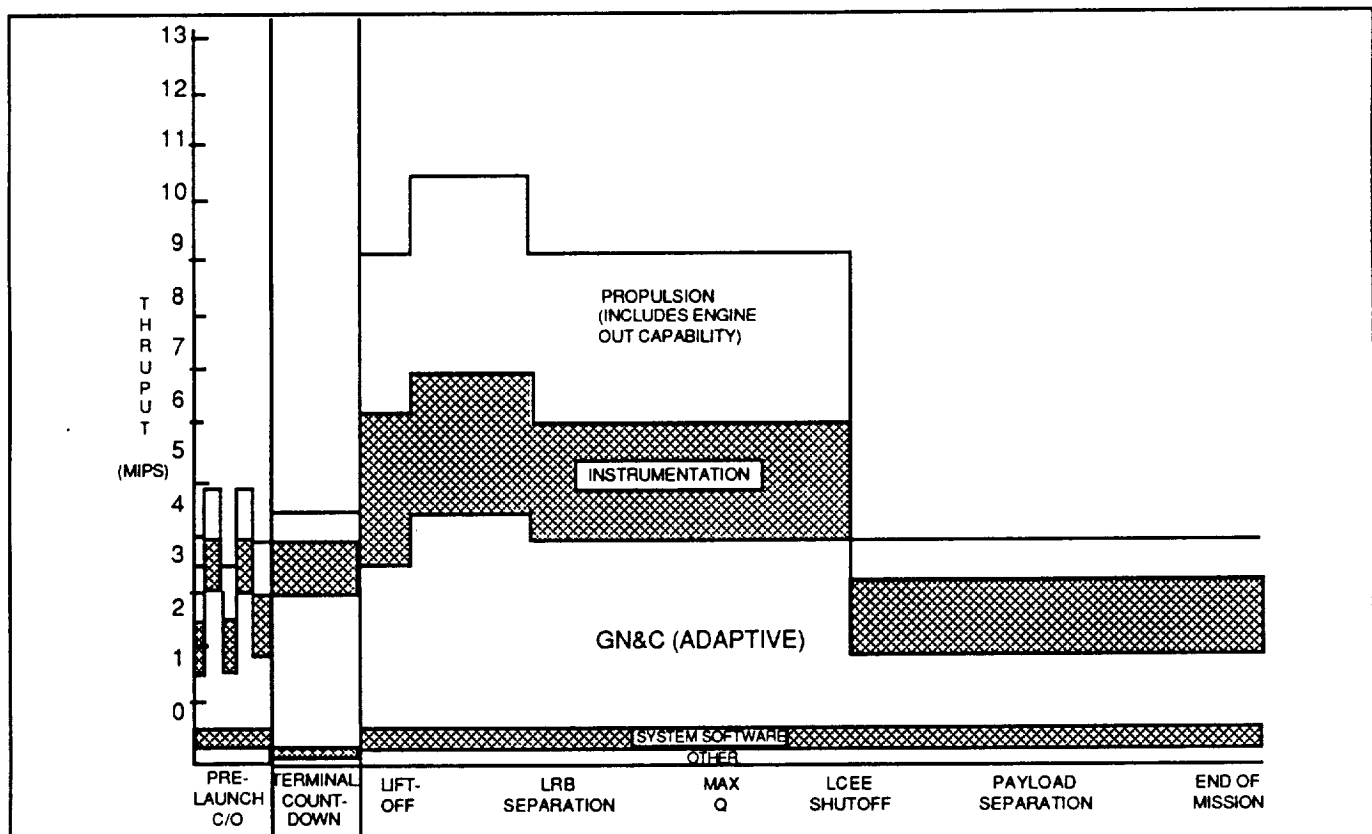 13
12
11
10
9
8
7
6
5
4
3
2
1
0
THRUPUT
(MIPS)
PROPULSION
(INCLUDES ENGINE
OUT CAPABILITY)
INSTRUMENTATION
GN&C (ADAPTIVE)
SYSTEM SOFTWARE
OTHER
PRE-
LAUNCH
C/O
TERMINAL
COUNT-
DOWN
LIFT-
OFF
LRB
SEPARATION
MAX
Q
LCEE
SHUTOFF
PAYLOAD
SEPARATION
END OF
MISSION